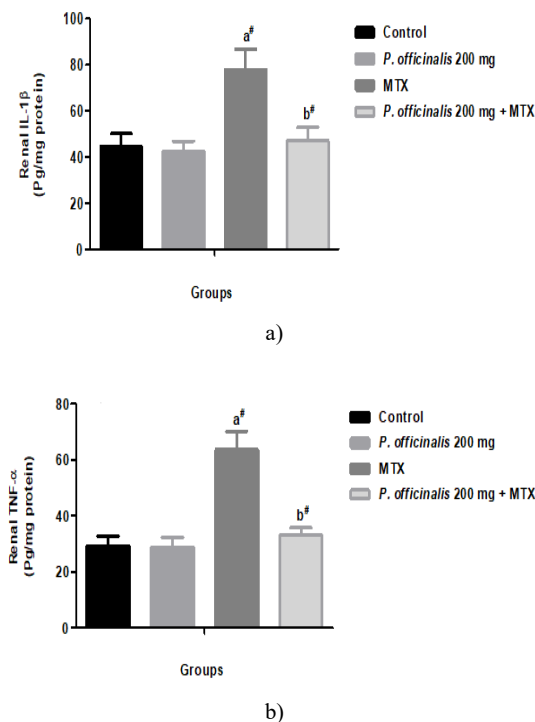 100
80
60
40
20
0
Renal IL-1β
(Pg/mg protein)
a#
b#
Groups
Control
P. officinalis 200 mg
MTX
P. officinalis 200 mg + MTX
a)
80
60
40
20
0
Renal TNF-α
(Pg/mg protein)
a#
b#
Groups
Control
P. officinalis 200 mg
MTX
P. officinalis 200 mg + MTX
b)